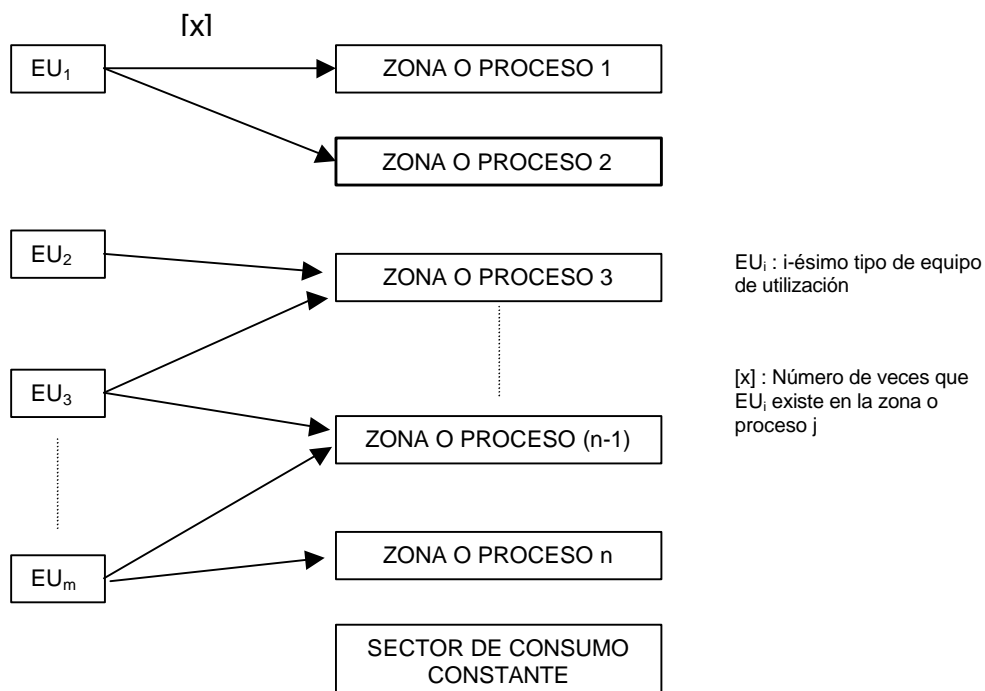 [x]
EU₁
ZONA O PROCESO 1
ZONA O PROCESO 2
EU₂
ZONA O PROCESO 3
EUᵢ : i-ésimo tipo de equipo
de utilización
EU₃
[x] : Número de veces que
EUᵢ existe en la zona o
proceso j
ZONA O PROCESO (n-1)
EUₘ
ZONA O PROCESO n
SECTOR DE CONSUMO
CONSTANTE